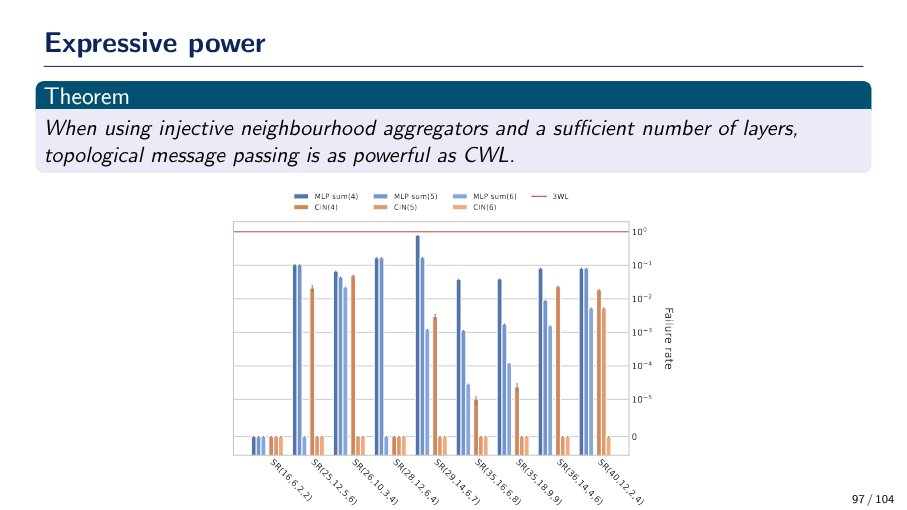 Expressive power
Theorem
When using injective neighbourhood aggregators and a sufficient number of layers,
topological message passing is as powerful as CWL.
MLP sum(4) MLP sum(5) MLP sum(6) 3WL
CIN(4) CIN(5) CIN(6)
10⁰
10⁻¹
10⁻²
10⁻³
10⁻⁴
10⁻⁵
0
Failure rate
SR(16,6,2,2)
SR(25,12,5,6)
SR(26,10,3,4)
SR(28,12,6,4)
SR(29,14,6,7)
SR(35,16,6,8)
SR(35,18,9,9)
SR(36,14,4,6)
SR(40,12,2,4)
97 / 104